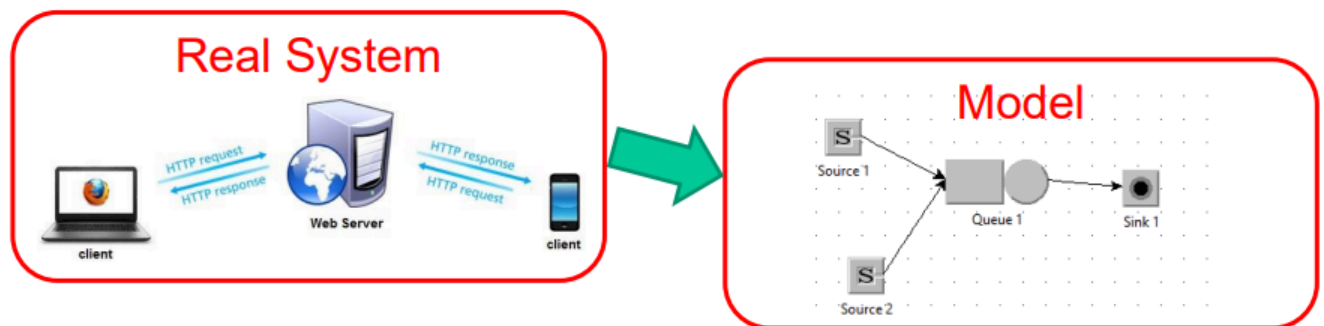 Real System
HTTP request
HTTP response
HTTP response
HTTP request
Web Server
client
client
Model
S
Source 1
Queue 1
Sink 1
S
Source 2